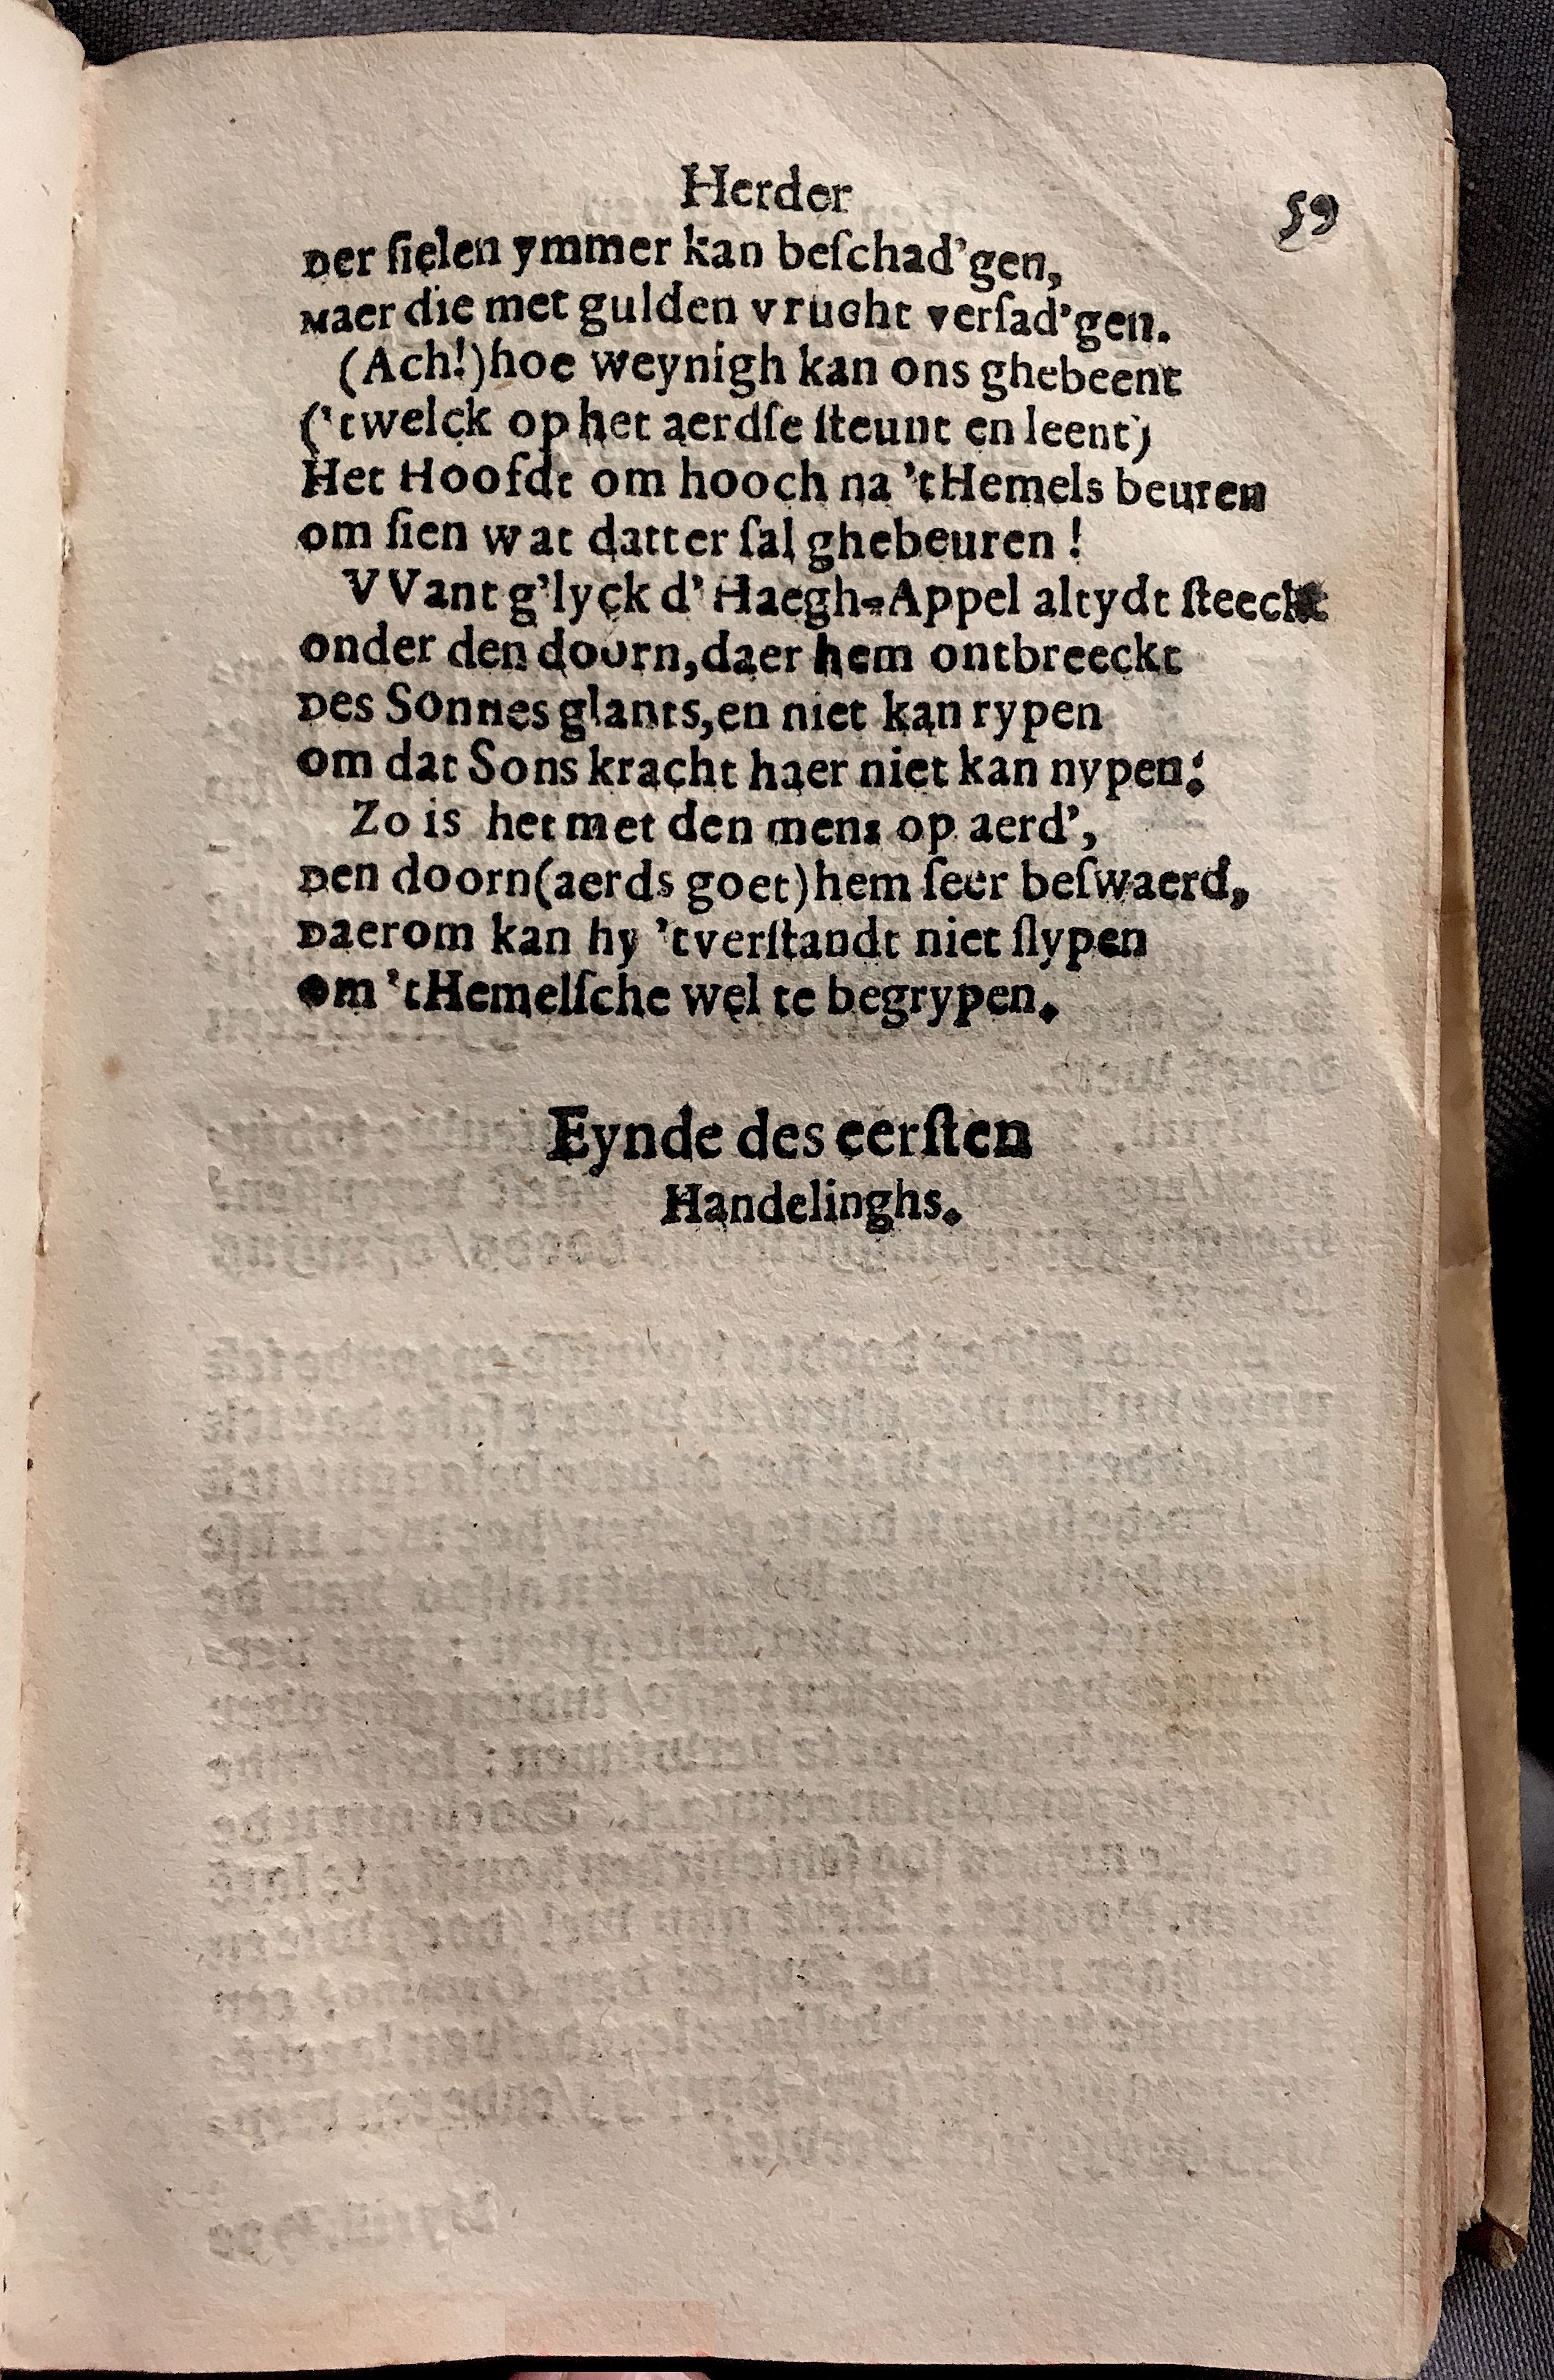 Herder 59
Der ſielen ymmer kan beſchad'gen,
Maer die met gulden vrucht verſad'gen.
(Ach!) hoe weynigh kan ons ghebeent
('twelck op het aerdſe ſteunt en leent)
Het Hoofdt om hooch na 't Hemels beuren
om ſien wat datter ſal ghebeuren !
VVant g'lyck d' Haegh-Appel altydt ſteeckt
onder den doorn, daer hem ontbreeckt
Des Sonnes glants, en niet kan rypen
om dat Sons kracht haer niet kan nypen:
Zo is het met den mens op aerd',
Den doorn (aerds goet) hem ſeer beſwaerd,
Daerom kan hy 't verſtandt niet ſlypen
om 't Hemelſche wel te begrypen.
Eynde des eerſten
Handelinghs.